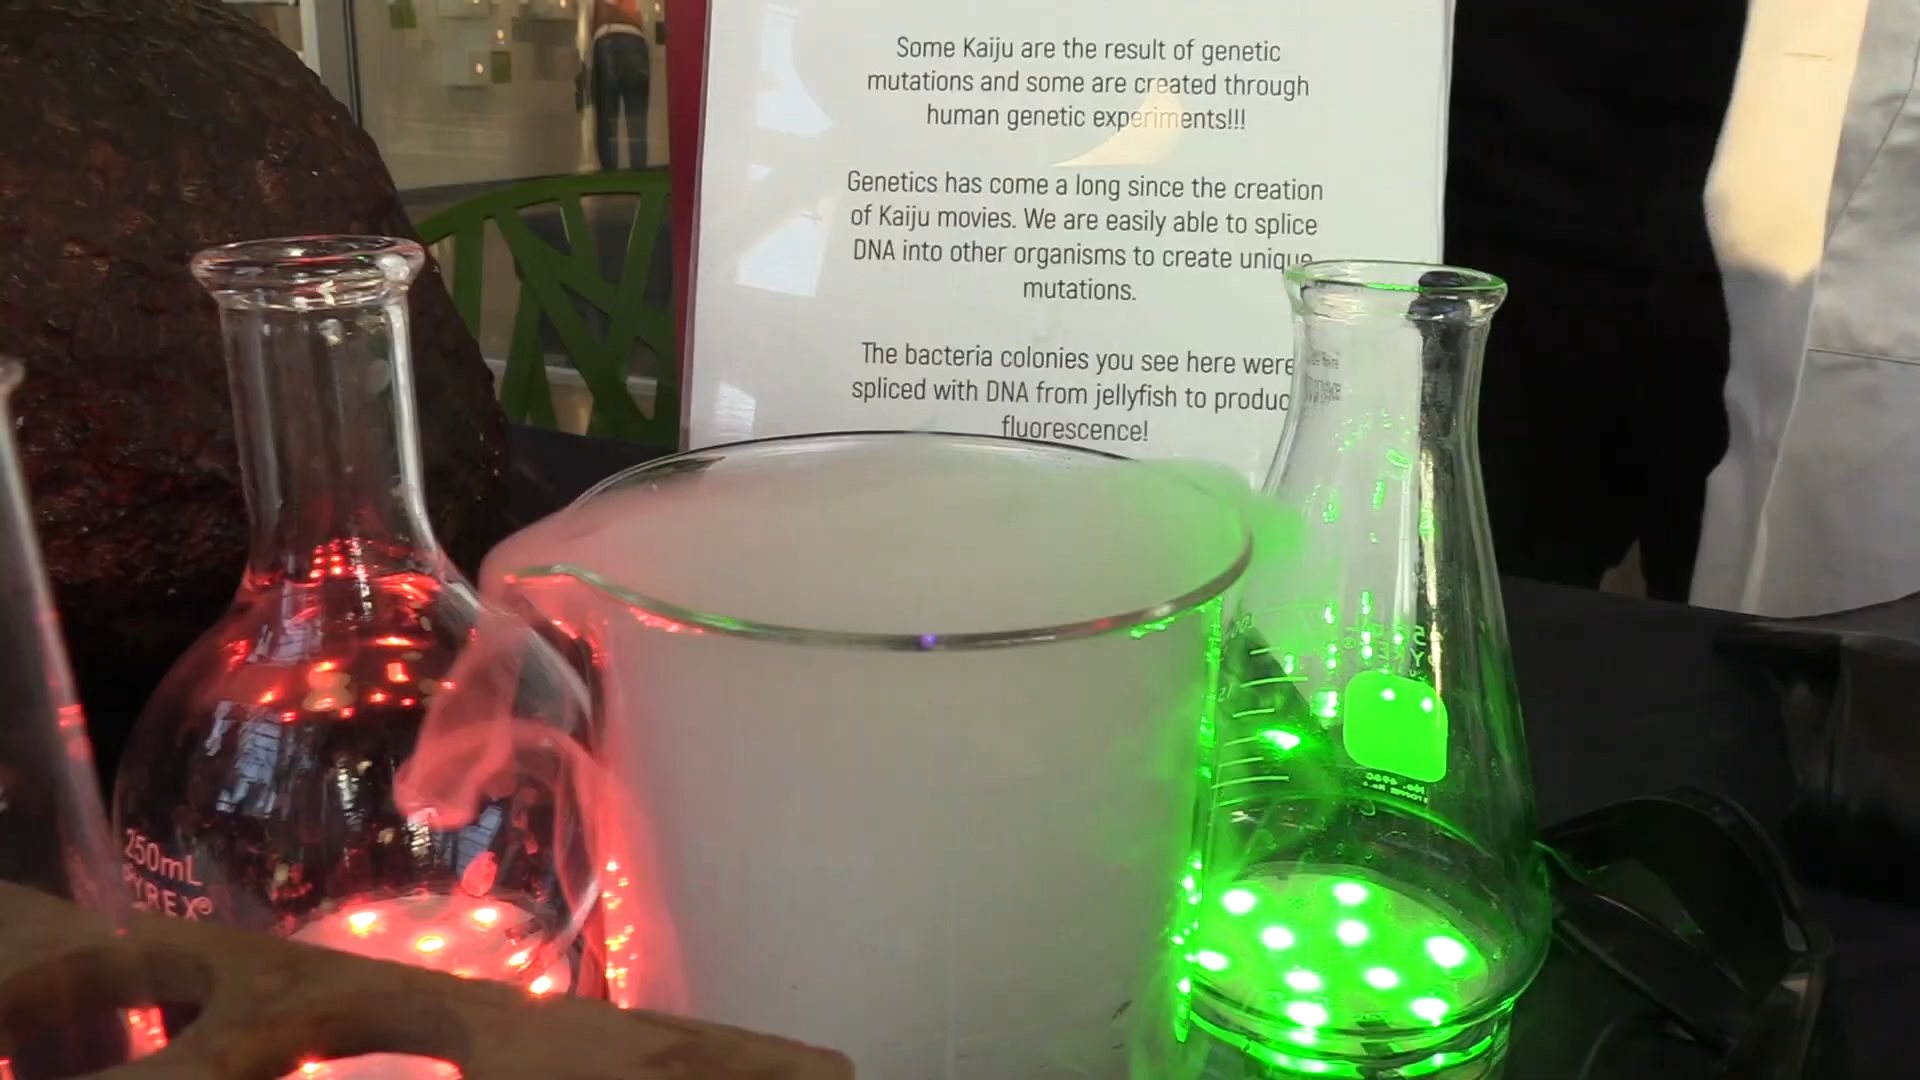 Some Kaiju are the result of genetic
mutations and some are created through
human genetic experiments!!!
Genetics has come a long since the creation
of Kaiju movies. We are easily able to splice
DNA into other organisms to create unique
mutations.
The bacteria colonies you see here were
spliced with DNA from jellyfish to produc
fluorescence!
250mL
PYREX®